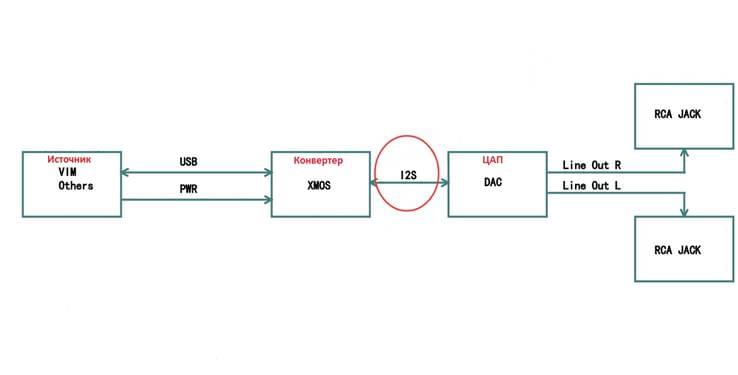 Источник
VIM
Others
USB
PWR
Конвертер
XMOS
I2S
ЦАП
DAC
Line Out R
Line Out L
RCA JACK
RCA JACK